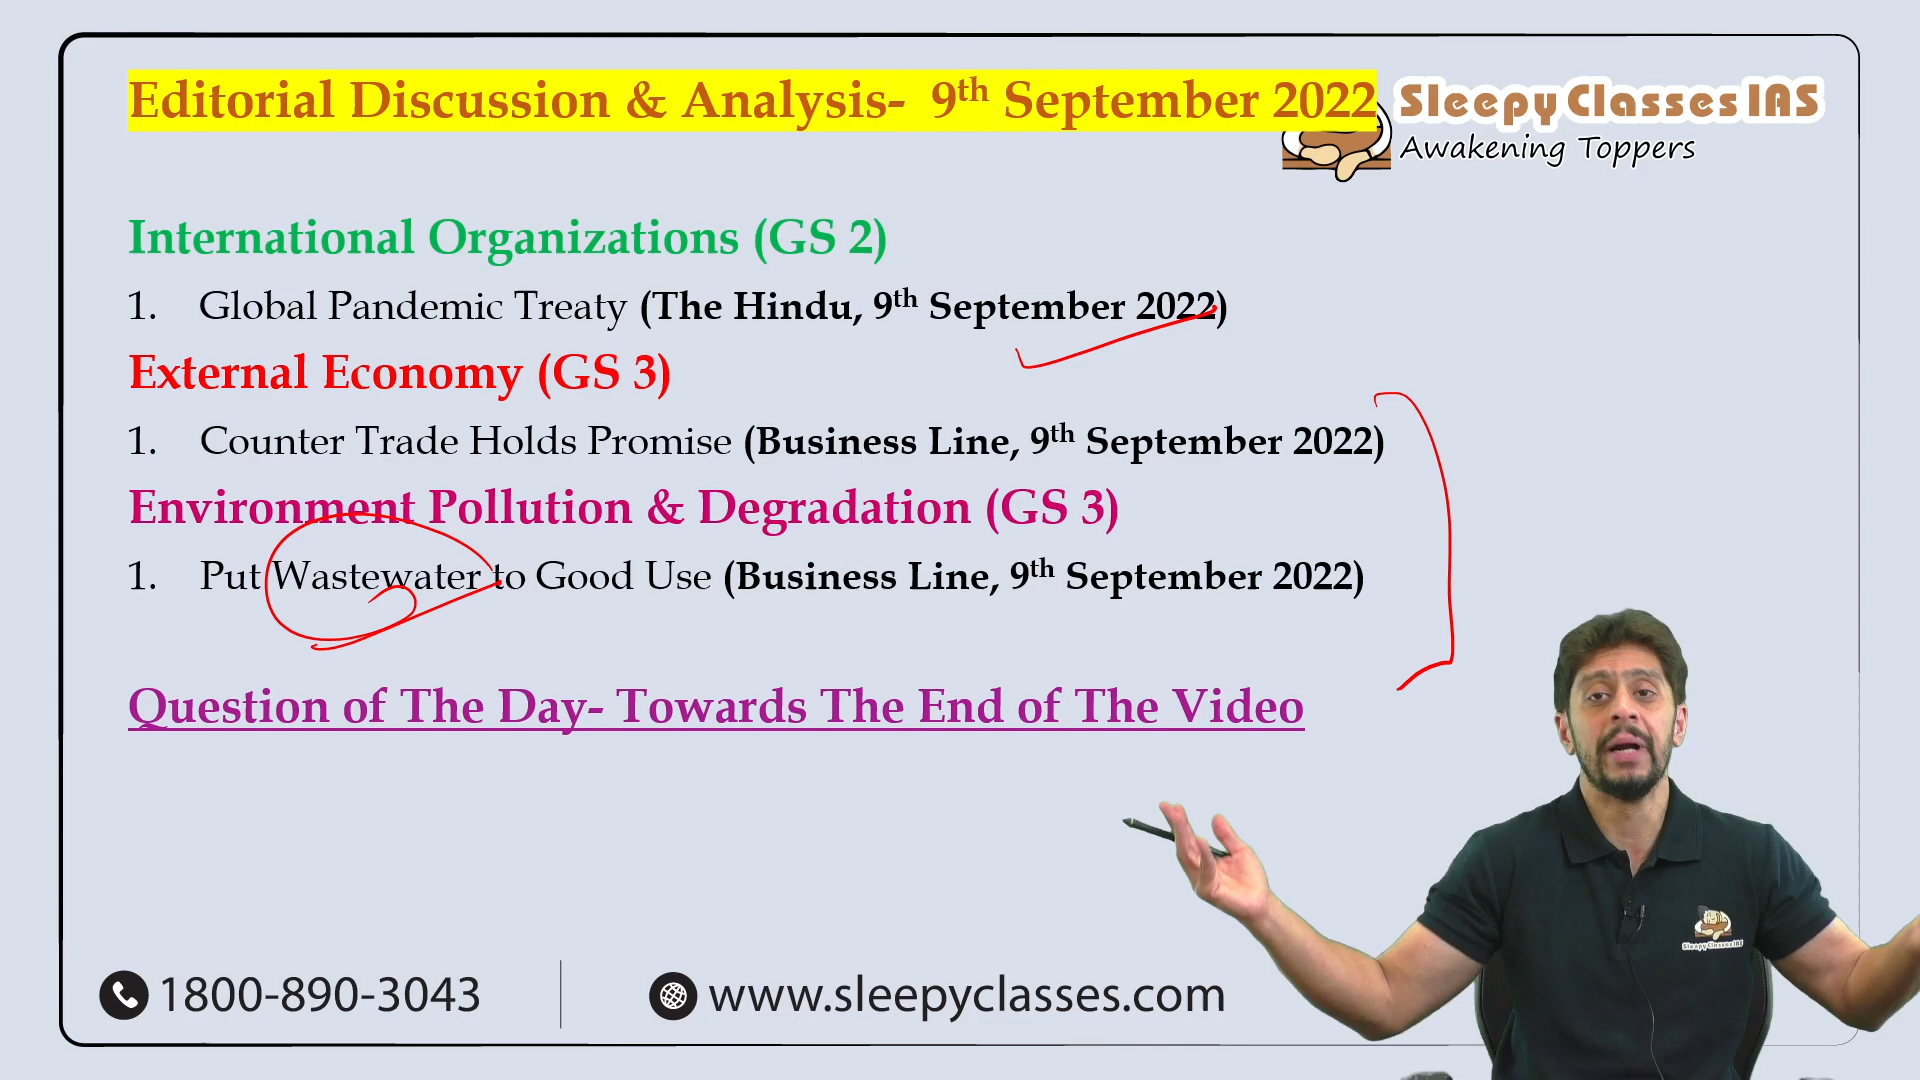 Editorial Discussion & Analysis- 9th September 2022
Sleepy Classes IAS
Awakening Toppers
International Organizations (GS 2)
1. Global Pandemic Treaty (The Hindu, 9th September 2022)
External Economy (GS 3)
1. Counter Trade Holds Promise (Business Line, 9th September 2022)
Environment Pollution & Degradation (GS 3)
1. Put Wastewater to Good Use (Business Line, 9th September 2022)
Question of The Day- Towards The End of The Video
Sleepy Classes IAS
1800-890-3043
www.sleepyclasses.com